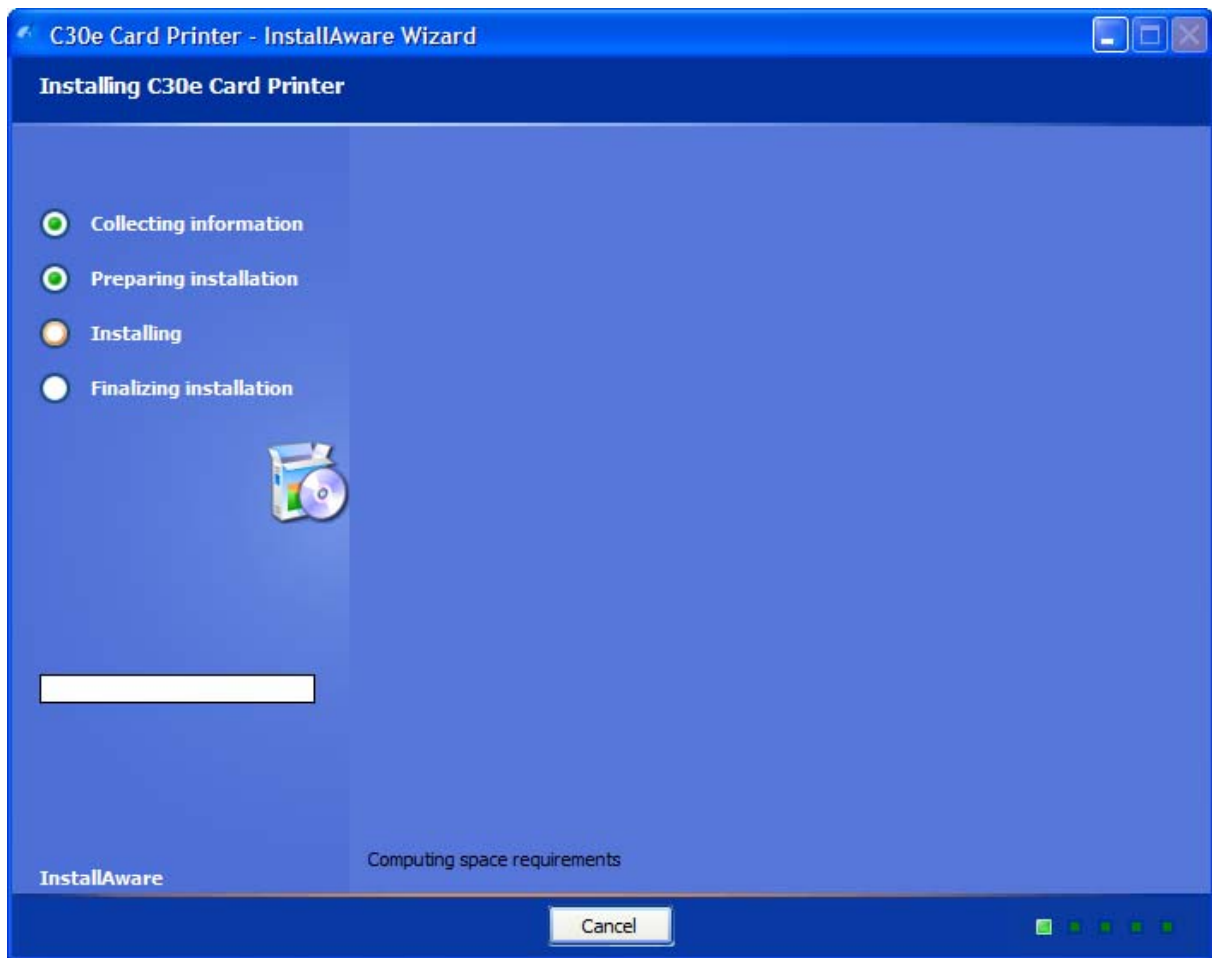 C30e Card Printer - InstallAware Wizard
Installing C30e Card Printer
Collecting information
Preparing installation
Installing
Finalizing installation
Computing space requirements
InstallAware
Cancel